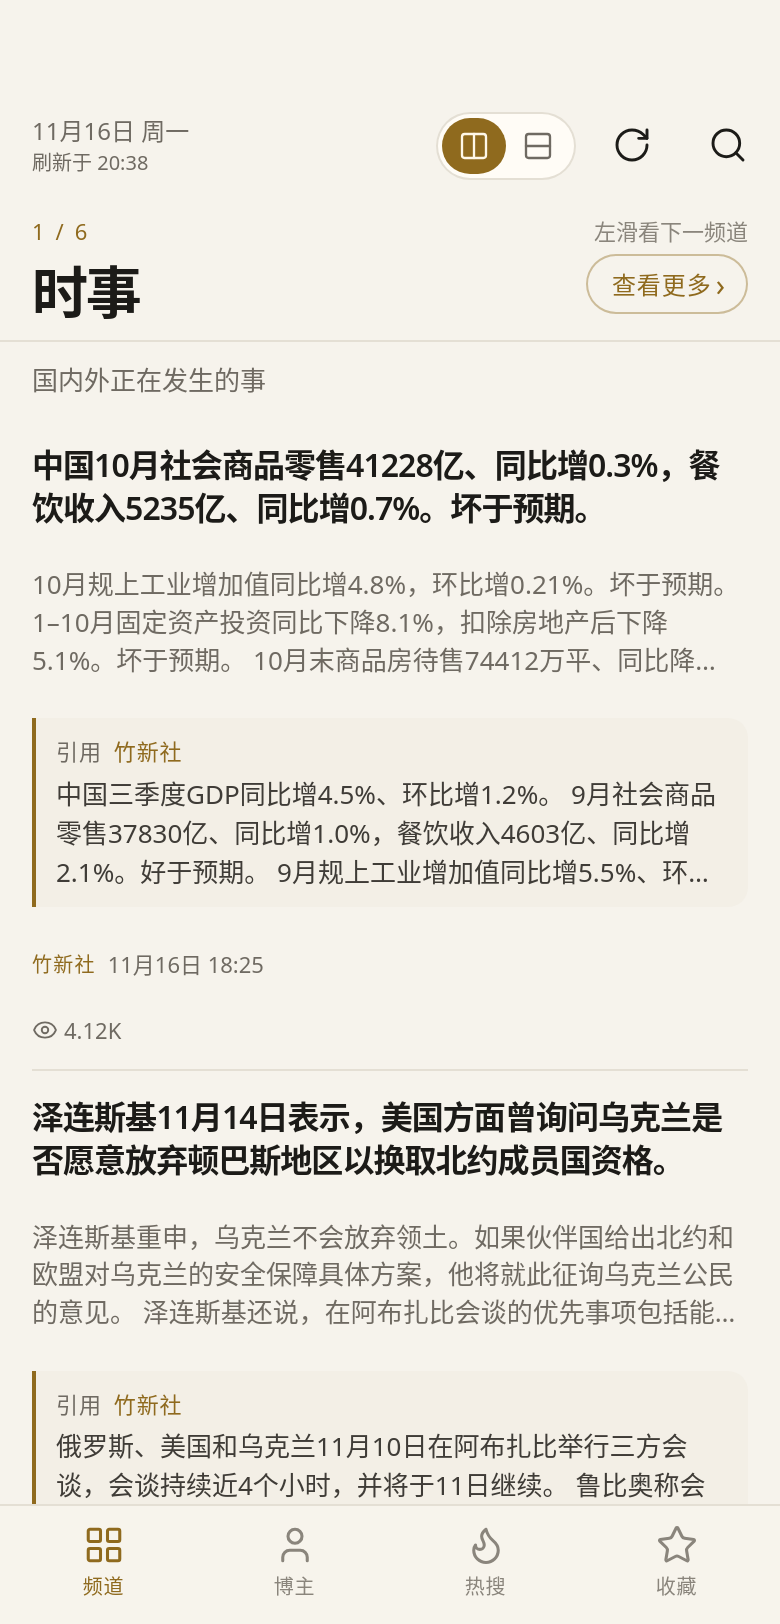 11月16日 周一
刷新于 20:38
1 / 6
左滑看下一频道
时事
查看更多 ›
国内外正在发生的事
中国10月社会商品零售41228亿、同比增0.3%，餐
饮收入5235亿、同比增0.7%。坏于预期。
10月规上工业增加值同比增4.8%，环比增0.21%。坏于预期。
1–10月固定资产投资同比下降8.1%，扣除房地产后下降
5.1%。坏于预期。 10月末商品房待售74412万平、同比降…
引用 竹新社
中国三季度GDP同比增4.5%、环比增1.2%。 9月社会商品
零售37830亿、同比增1.0%，餐饮收入4603亿、同比增
2.1%。好于预期。 9月规上工业增加值同比增5.5%、环…
竹新社 11月16日 18:25
4.12K
泽连斯基11月14日表示，美国方面曾询问乌克兰是
否愿意放弃顿巴斯地区以换取北约成员国资格。
泽连斯基重申，乌克兰不会放弃领土。如果伙伴国给出北约和
欧盟对乌克兰的安全保障具体方案，他将就此征询乌克兰公民
的意见。 泽连斯基还说，在阿布扎比会谈的优先事项包括能…
引用 竹新社
俄罗斯、美国和乌克兰11月10日在阿布扎比举行三方会
谈，会谈持续近4个小时，并将于11日继续。 鲁比奥称会
频道
博主
热搜
收藏